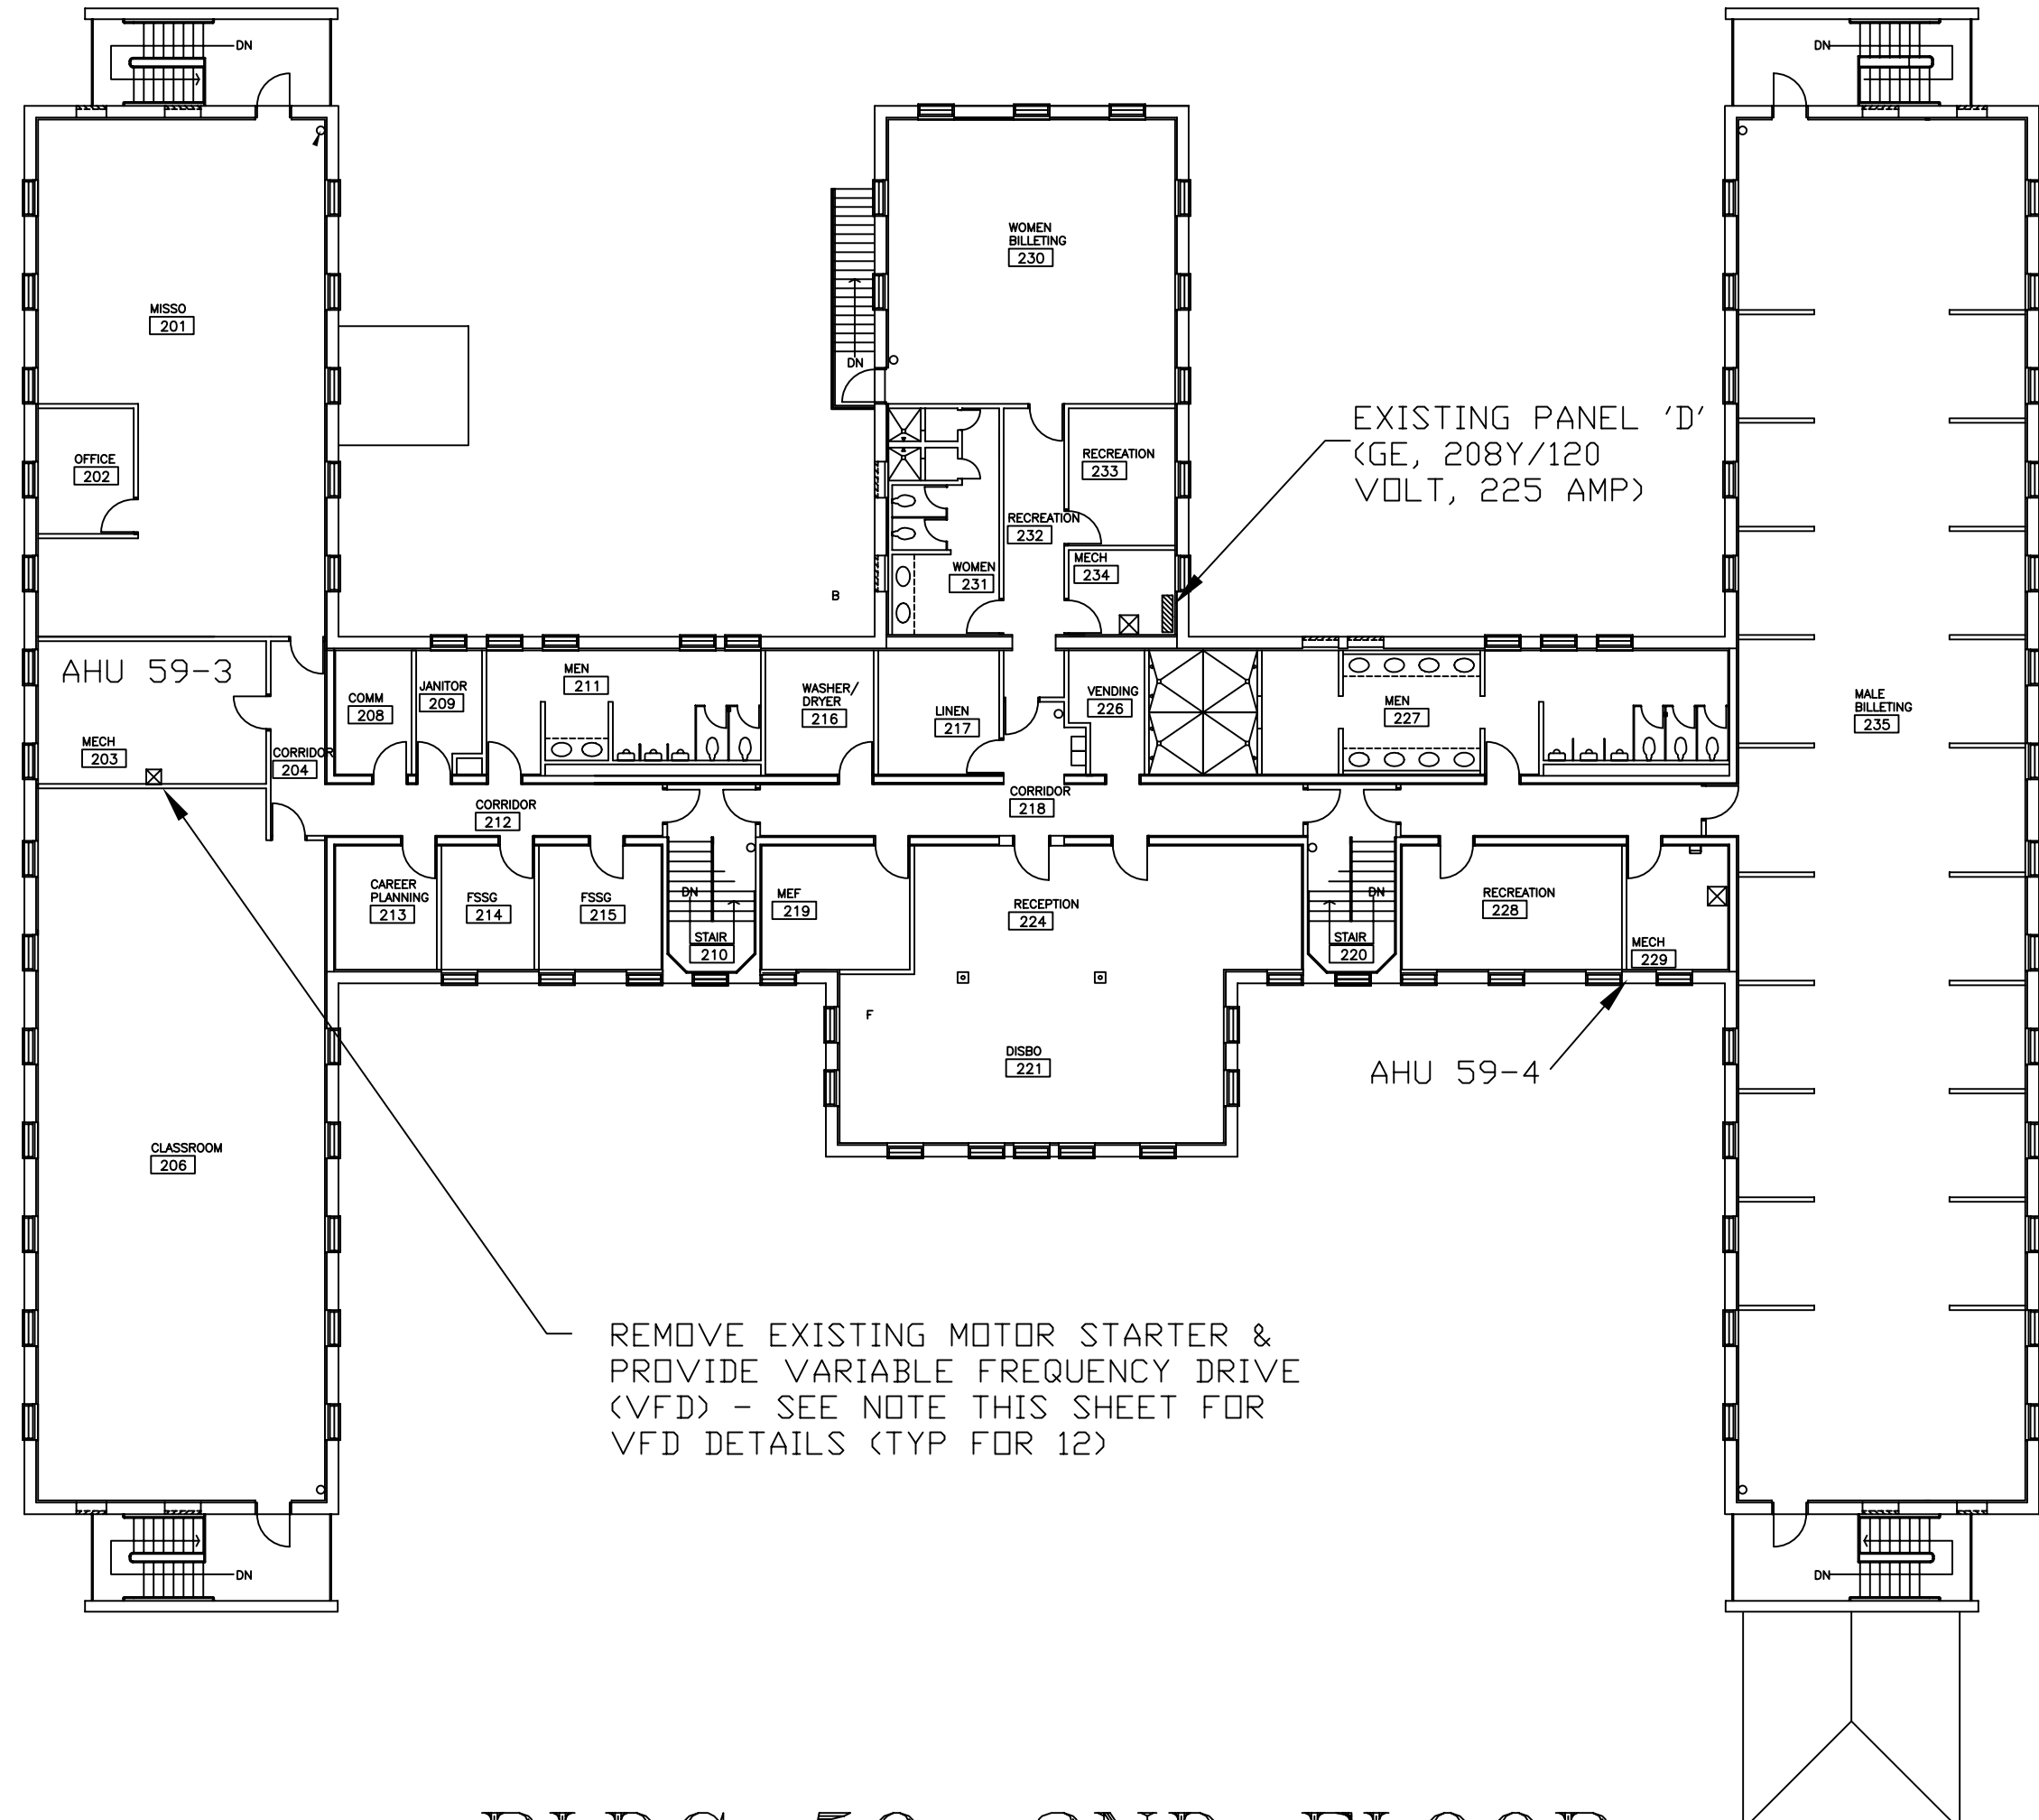 DN
DN
WOMEN
BILLETING
230
MISSO
201
DN
EXISTING PANEL 'D'
(GE, 208Y/120
VOLT, 225 AMP)
OFFICE
202
RECREATION
233
RECREATION
232
MECH
234
WOMEN
231
B
AHU 59-3
MECH
203
CORRIDOR
204
COMM
208
JANITOR
209
MEN
211
WASHER/
DRYER
216
LINEN
217
VENDING
226
MEN
227
MALE
BILLETING
235
CORRIDOR
212
CORRIDOR
218
CAREER
PLANNING
213
FSSG
214
FSSG
215
DN
STAIR
210
MEF
219
RECEPTION
224
DN
STAIR
220
RECREATION
228
MECH
229
F
DISBO
221
AHU 59-4
CLASSROOM
206
REMOVE EXISTING MOTOR STARTER &
PROVIDE VARIABLE FREQUENCY DRIVE
(VFD) - SEE NOTE THIS SHEET FOR
VFD DETAILS (TYP FOR 12)
DN
DN